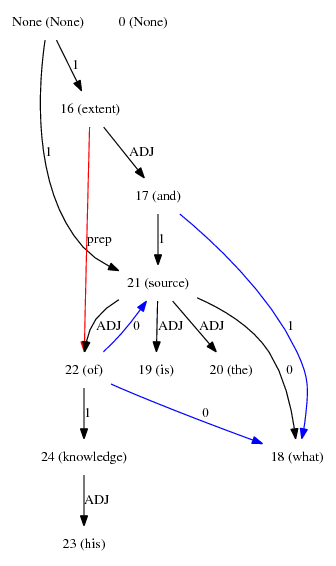 None (None) 0 (None)
1
16 (extent)
ADJ
1
17 (and)
prep
1
21 (source)
ADJ 0 ADJ ADJ 1
22 (of) 19 (is) 20 (the) 0
1 0
24 (knowledge) 18 (what)
ADJ
23 (his)